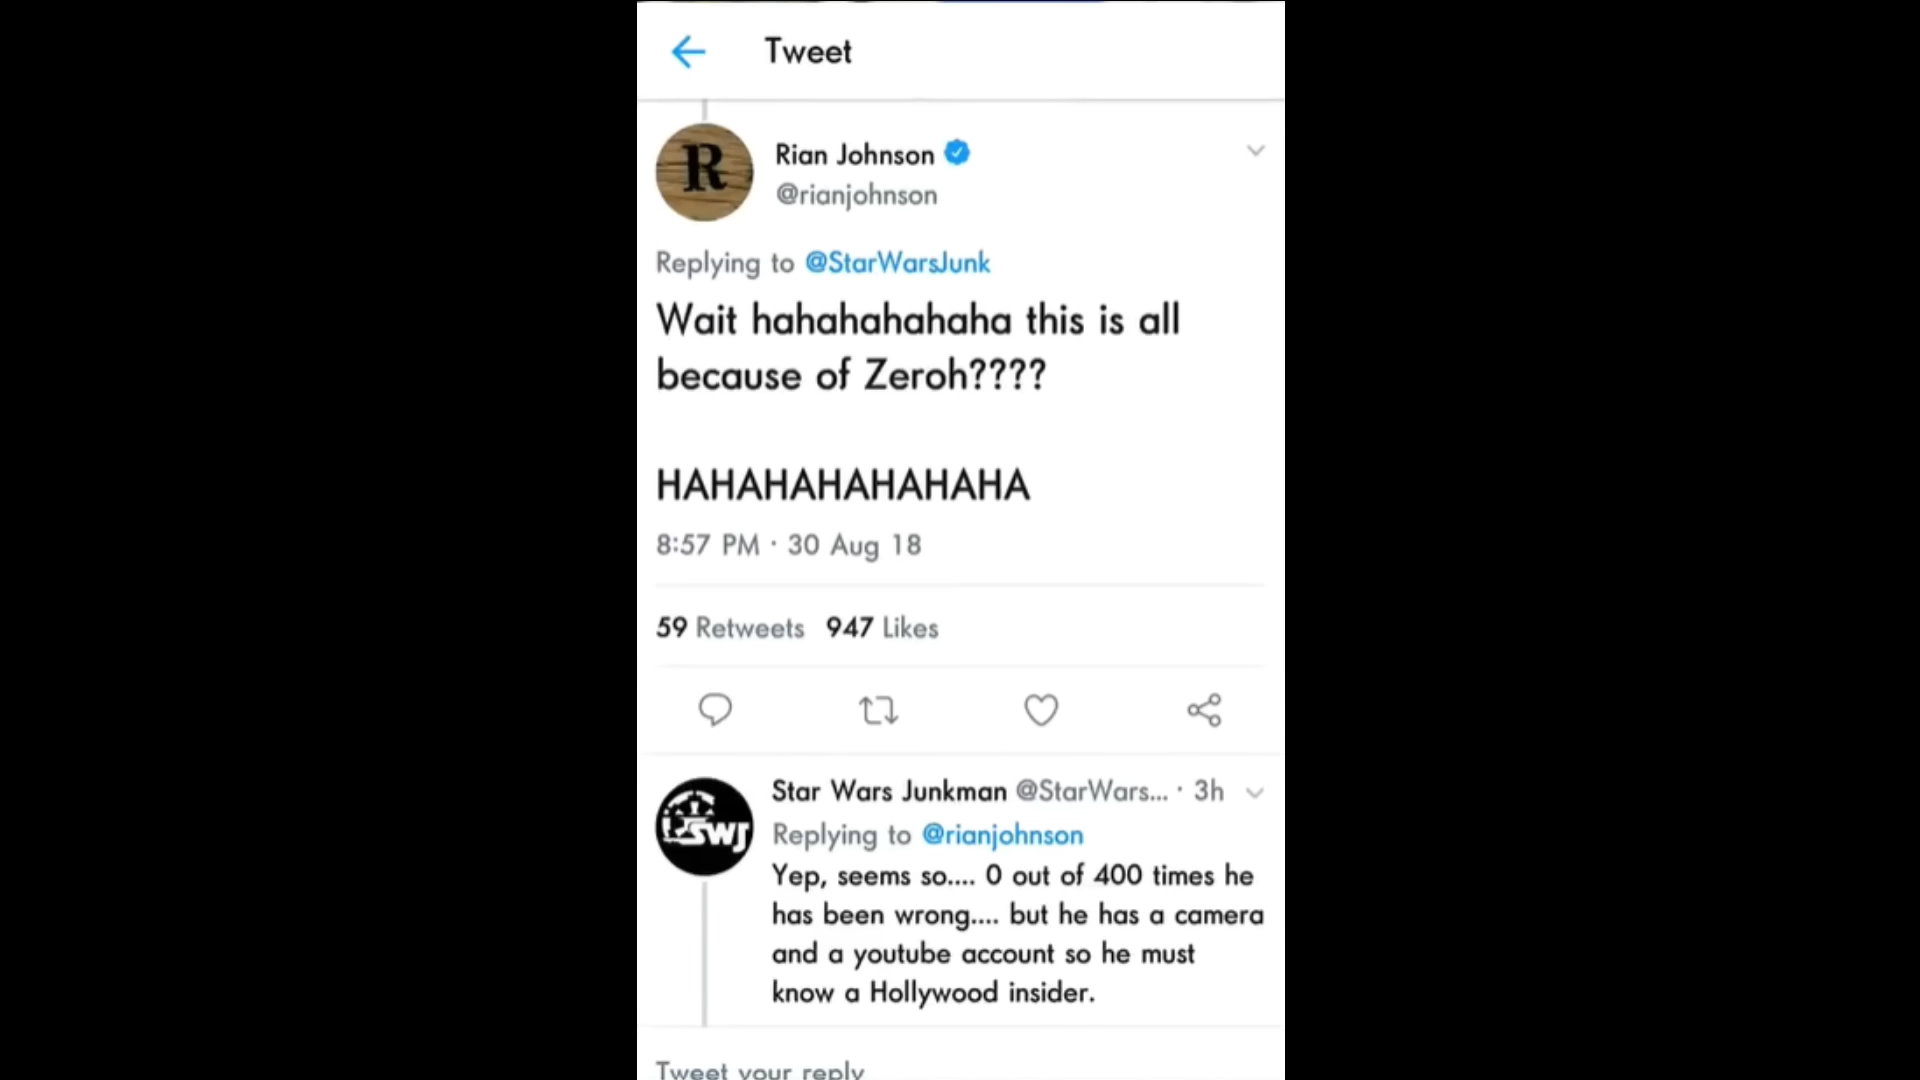 Tweet
R
Rian Johnson
@rianjohnson
Replying to @StarWarsJunk
Wait hahahahahaha this is all
because of Zeroh????
HAHAHAHAHAHAHA
8:57 PM · 30 Aug 18
59 Retweets 947 Likes
Star Wars Junkman @StarWars... · 3h
SWJ
Replying to @rianjohnson
Yep, seems so.... 0 out of 400 times he
has been wrong.... but he has a camera
and a youtube account so he must
know a Hollywood insider.
Tweet your reply